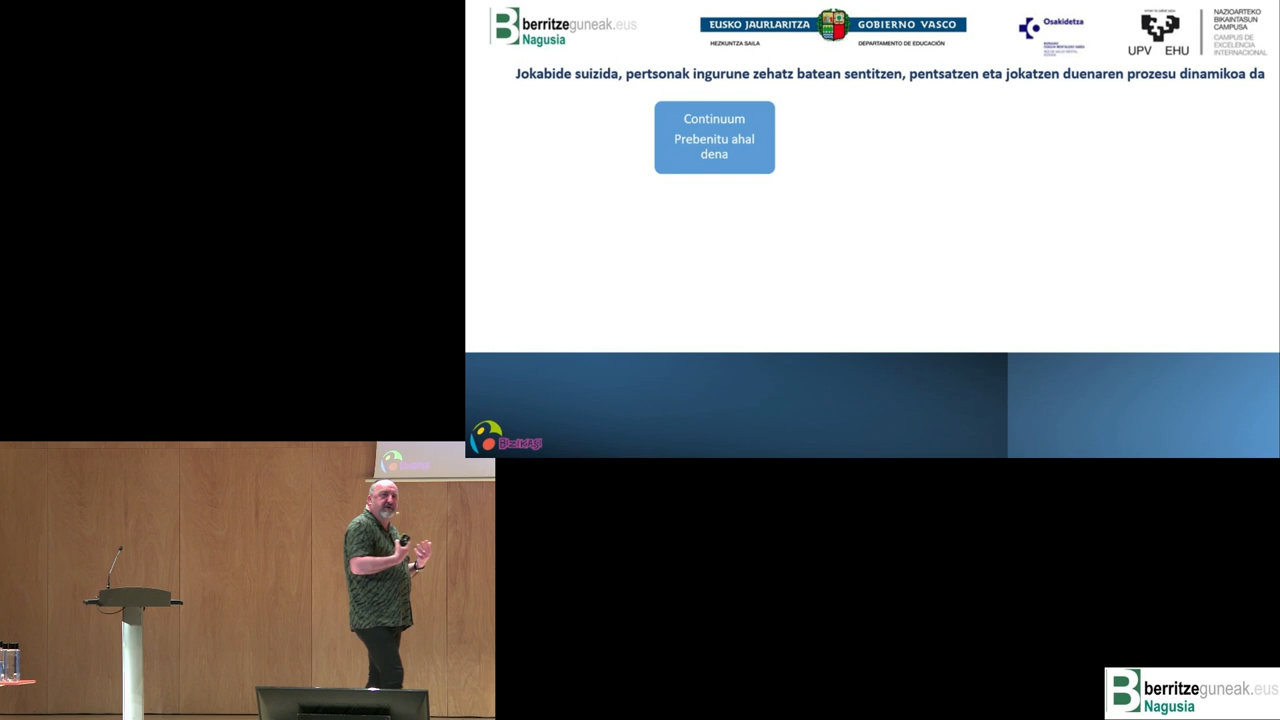 berritzeguneak.eus
Nagusia
EUSKO JAURLARITZA
GOBIERNO VASCO
HEZKUNTZA SAILA
DEPARTAMENTO DE EDUCACIÓN
Osakidetza
UPV EHU
NAZIOARTEKO
BIKAINTASUN
CAMPUSA
CAMPUS DE
EXCELENCIA
INTERNACIONAL
Jokabide suizida, pertsonak ingurune zehatz batean sentitzen, pentsatzen eta jokatzen duenaren prozesu dinamikoa da
Continuum
Prebenitu ahal
dena
BIZIKASI
berritzeguneak.eus
Nagusia